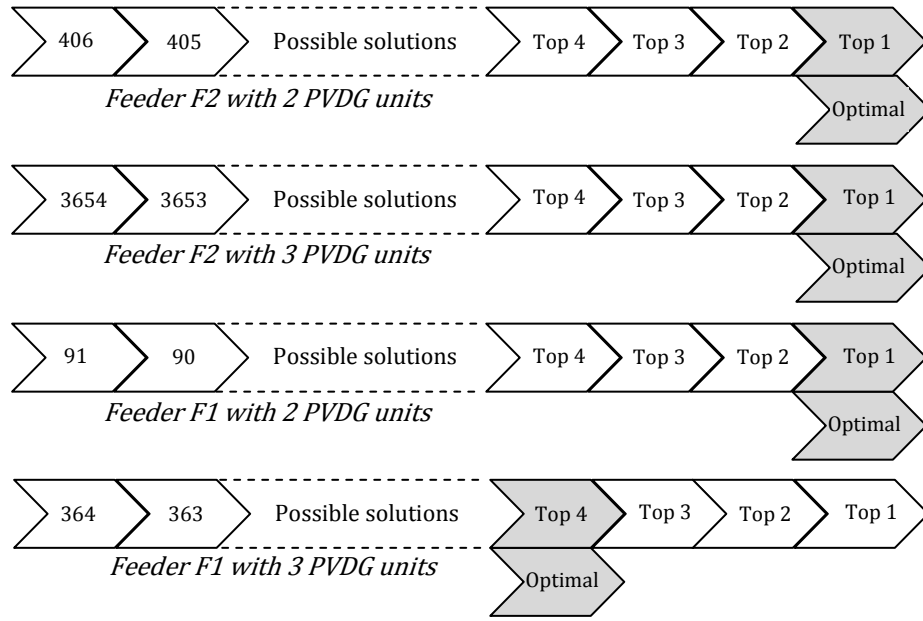 406 405 Possible solutions Top 4 Top 3 Top 2 Top 1
Feeder F2 with 2 PVDG units
Optimal
3654 3653 Possible solutions Top 4 Top 3 Top 2 Top 1
Feeder F2 with 3 PVDG units
Optimal
91 90 Possible solutions Top 4 Top 3 Top 2 Top 1
Feeder F1 with 2 PVDG units
Optimal
364 363 Possible solutions Top 4 Top 3 Top 2 Top 1
Feeder F1 with 3 PVDG units
Optimal